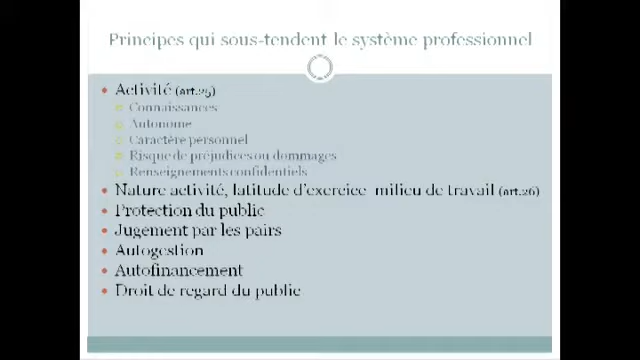 Principes qui sous-tendent le système professionnel
Activité (art.25)
Connaissances
Autonome
Caractère personnel
Risque de préjudices ou dommages
Renseignements confidentiels
Nature activité, latitude d'exercice milieu de travail (art.26)
Protection du public
Jugement par les pairs
Autogestion
Autofinancement
Droit de regard du public